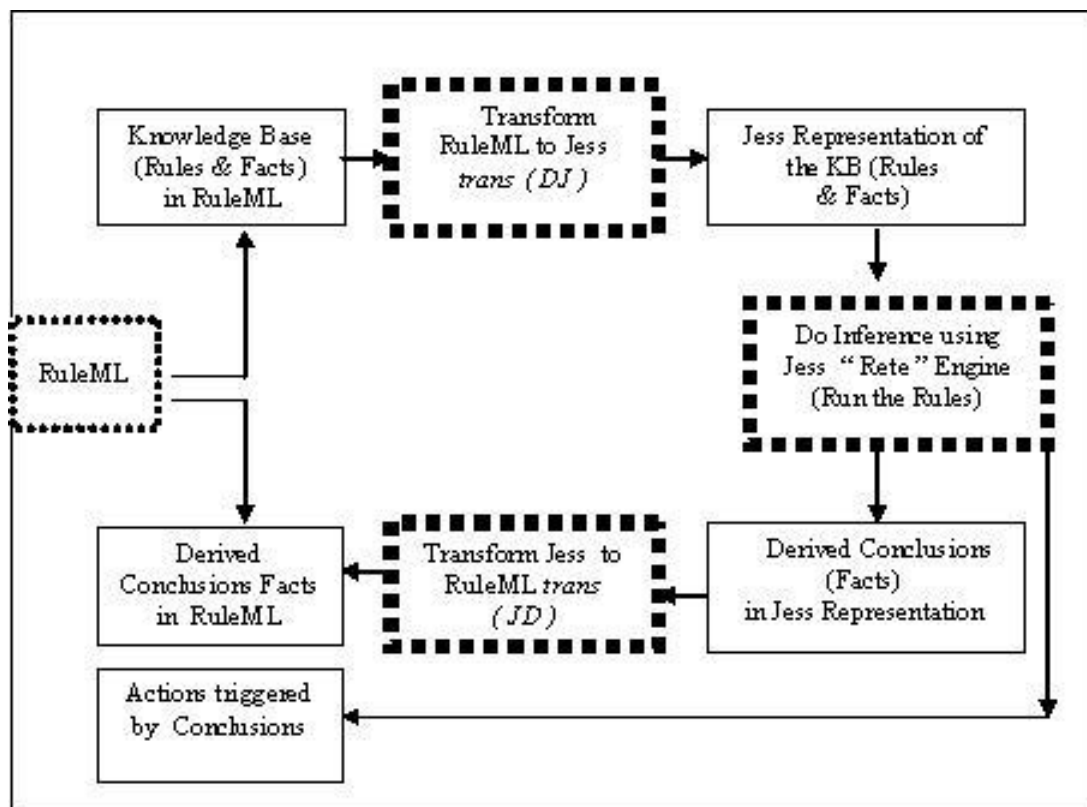 Knowledge Base
(Rules & Facts)
in RuleML
Transform
RuleML to Jess
trans (DJ)
Jess Representation of
the KB (Rules
& Facts)
RuleML
Do Inference using
Jess “Rete” Engine
(Run the Rules)
Derived
Conclusions Facts
in RuleML
Transform Jess to
RuleML trans
(JD)
Derived Conclusions
(Facts)
in Jess Representation
Actions triggered
by Conclusions